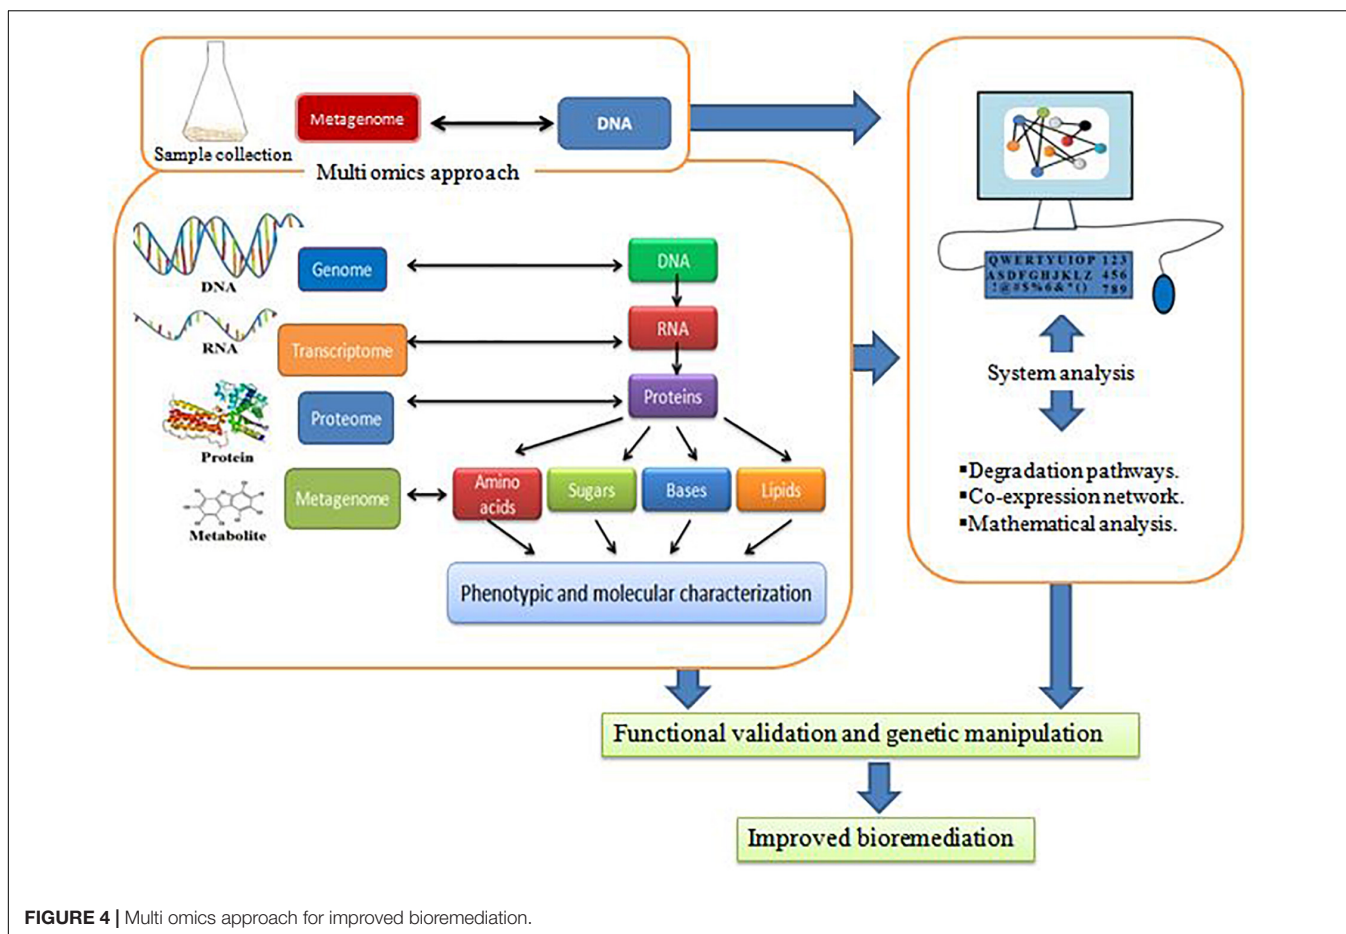 Sample collection
Metagenome
DNA
Multi omics approach
DNA
Genome
DNA
RNA
Transcriptome
RNA
Protein
Proteome
Proteins
Metabolite
Metagenome
Amino
acids
Sugars
Bases
Lipids
Phenotypic and molecular characterization
QWERTYUIOP 123
ASDFGHJKLZ 456
!@#$%6&*() 789
System analysis
▪Degradation pathways.
▪Co-expression network.
▪Mathematical analysis.
Functional validation and genetic manipulation
Improved bioremediation
FIGURE 4 | Multi omics approach for improved bioremediation.